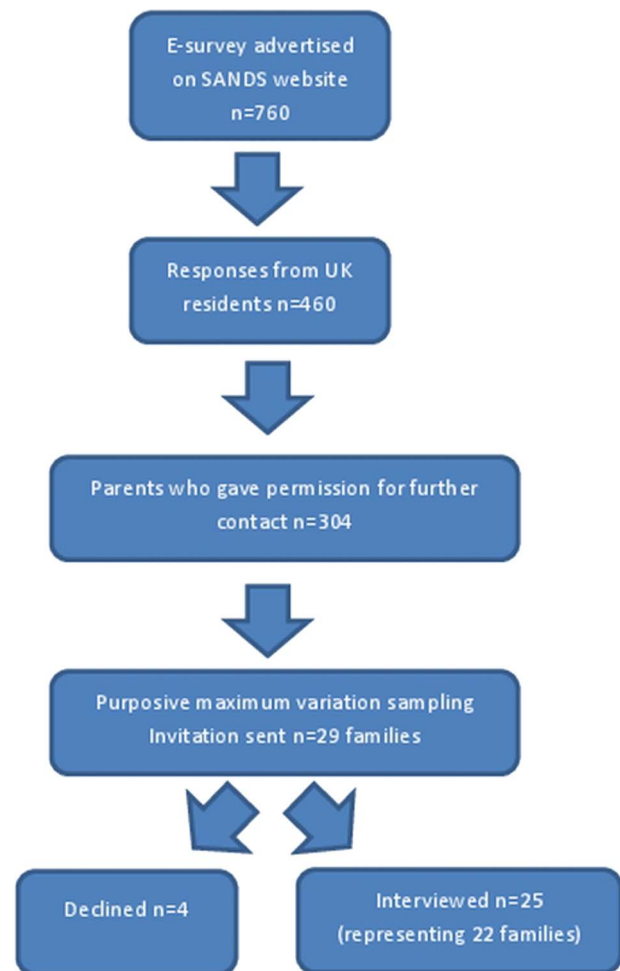 E-survey advertised
on SANDS website
n=760
Responses from UK
residents n=460
Parents who gave permission for further
contact n=304
Purposive maximum variation sampling
Invitation sent n=29 families
Declined n=4
Interviewed n=25
(representing 22 families)